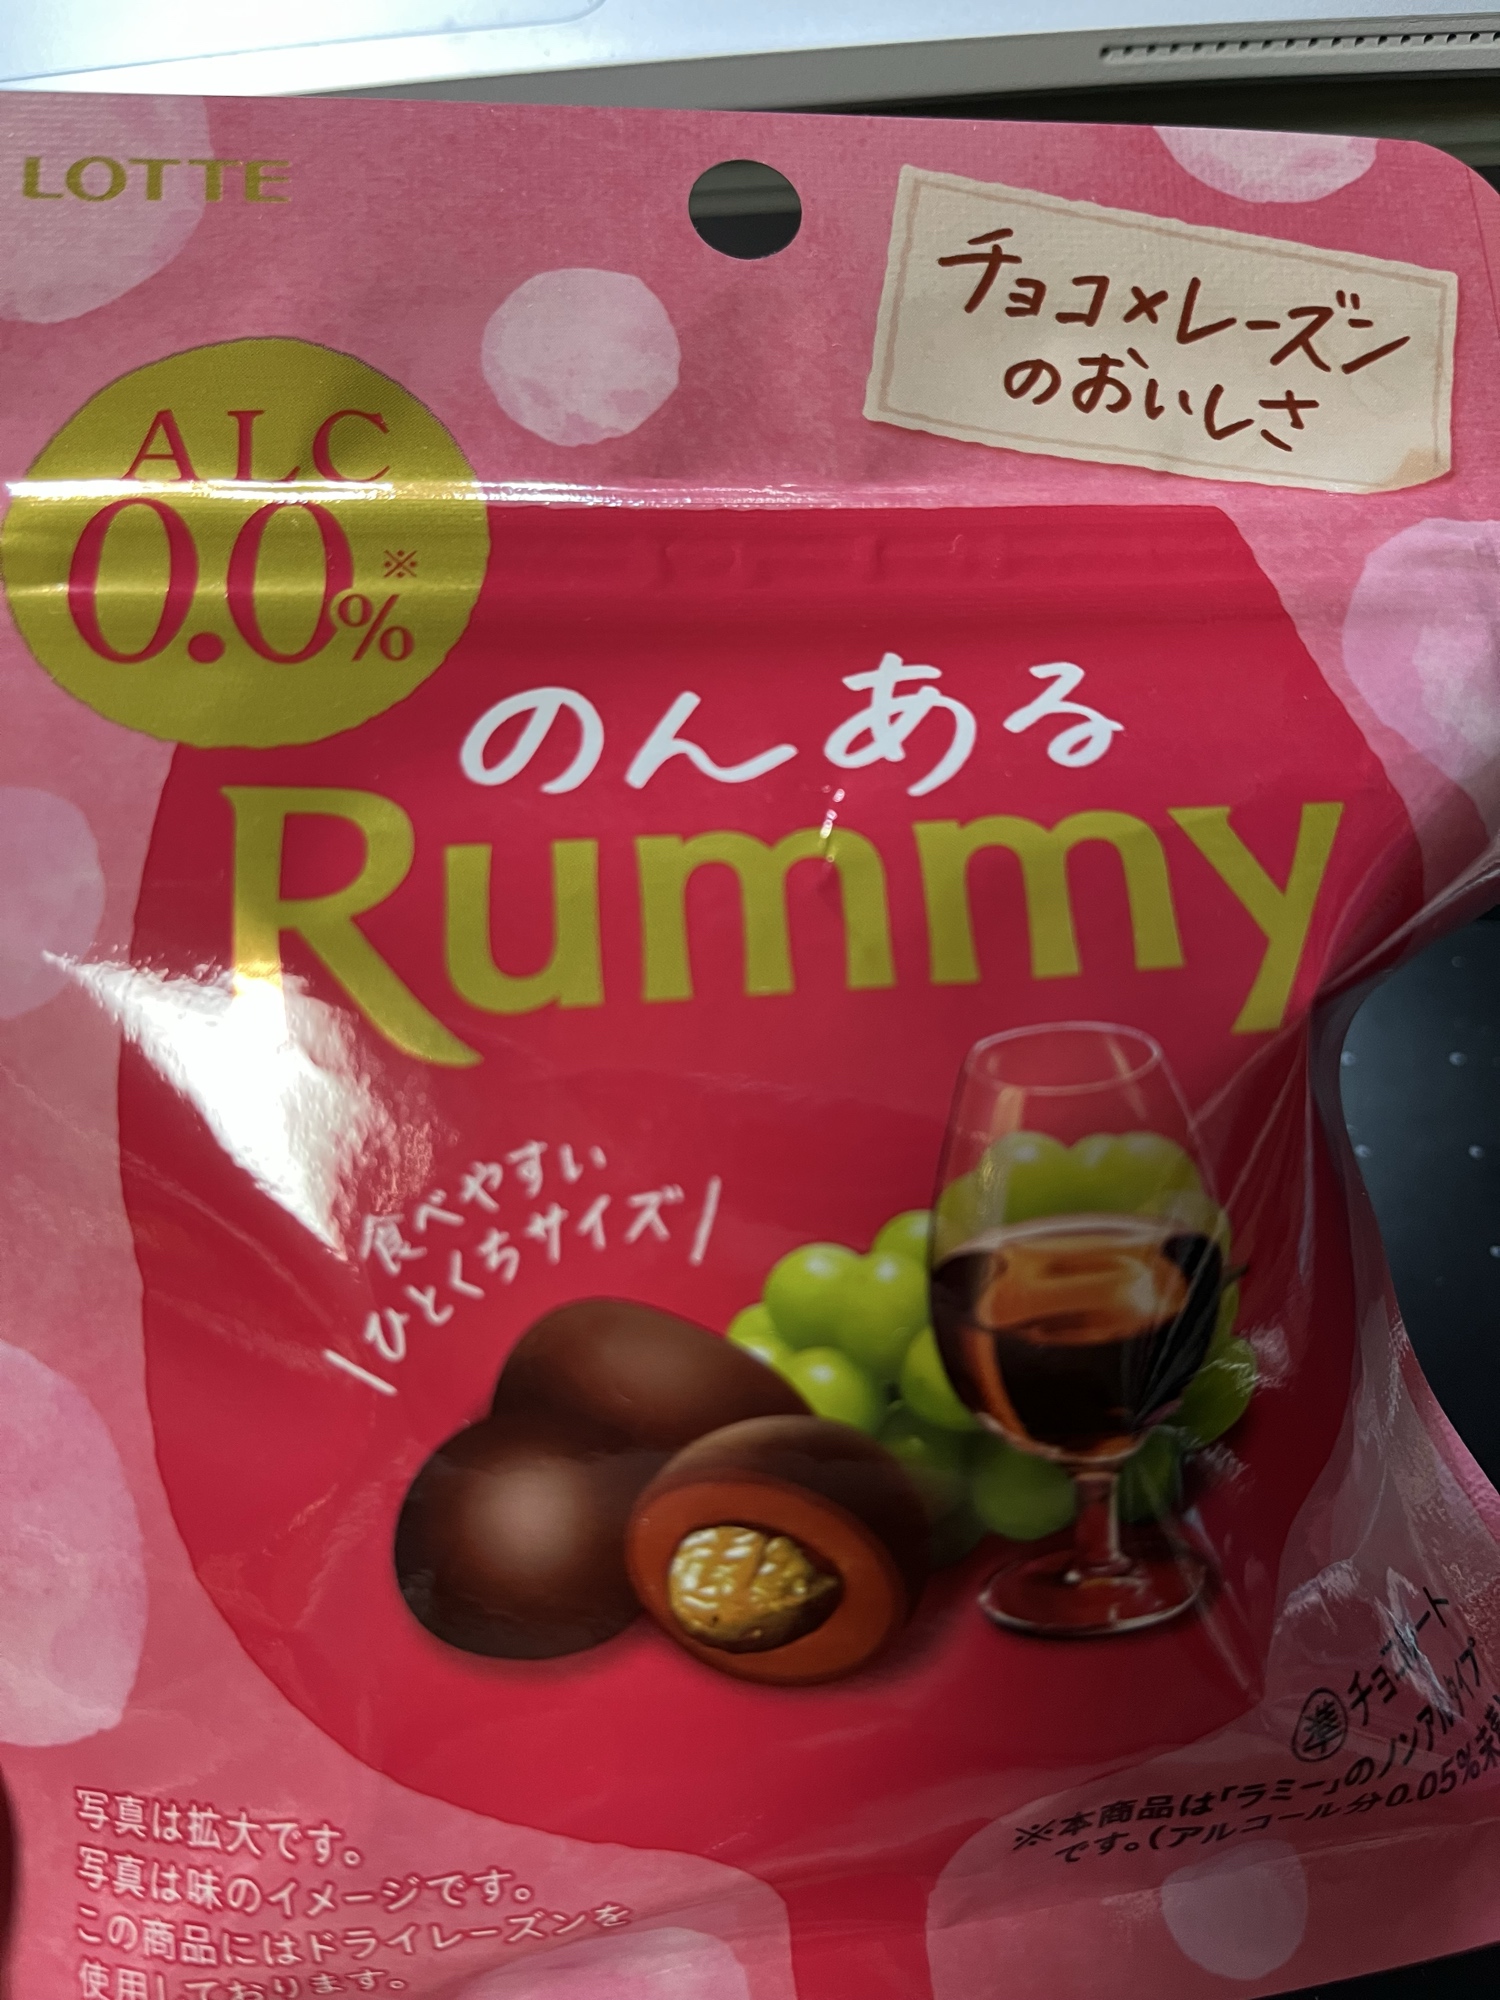 LOTTE
チョコ×レーズン
のおいしさ
ALC
0.0%※
のんある
Rummy
食べやすい
\ひとくちサイズ/
準チョコレート
※本商品は「ラミー」のノンアルタイプ
です。(アルコール分0.05%未満
写真は拡大です。
写真は味のイメージです。
この商品にはドライレーズンを
使用しております。